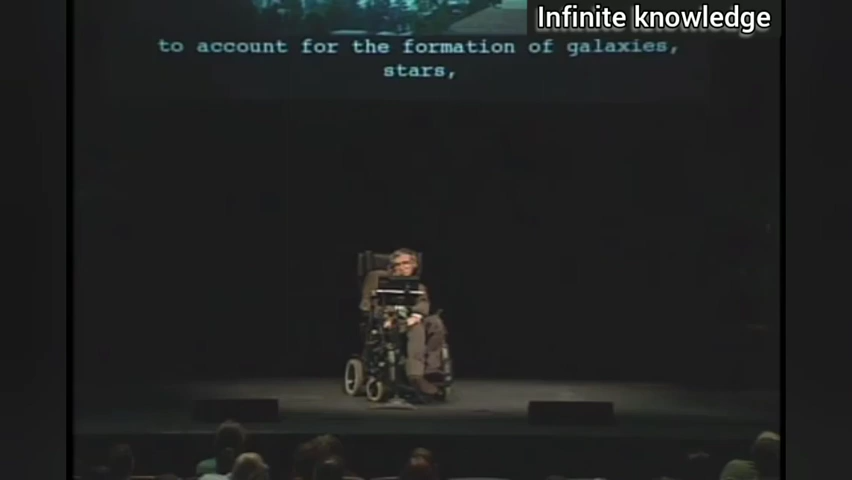 Infinite knowledge
to account for the formation of galaxies,
stars,